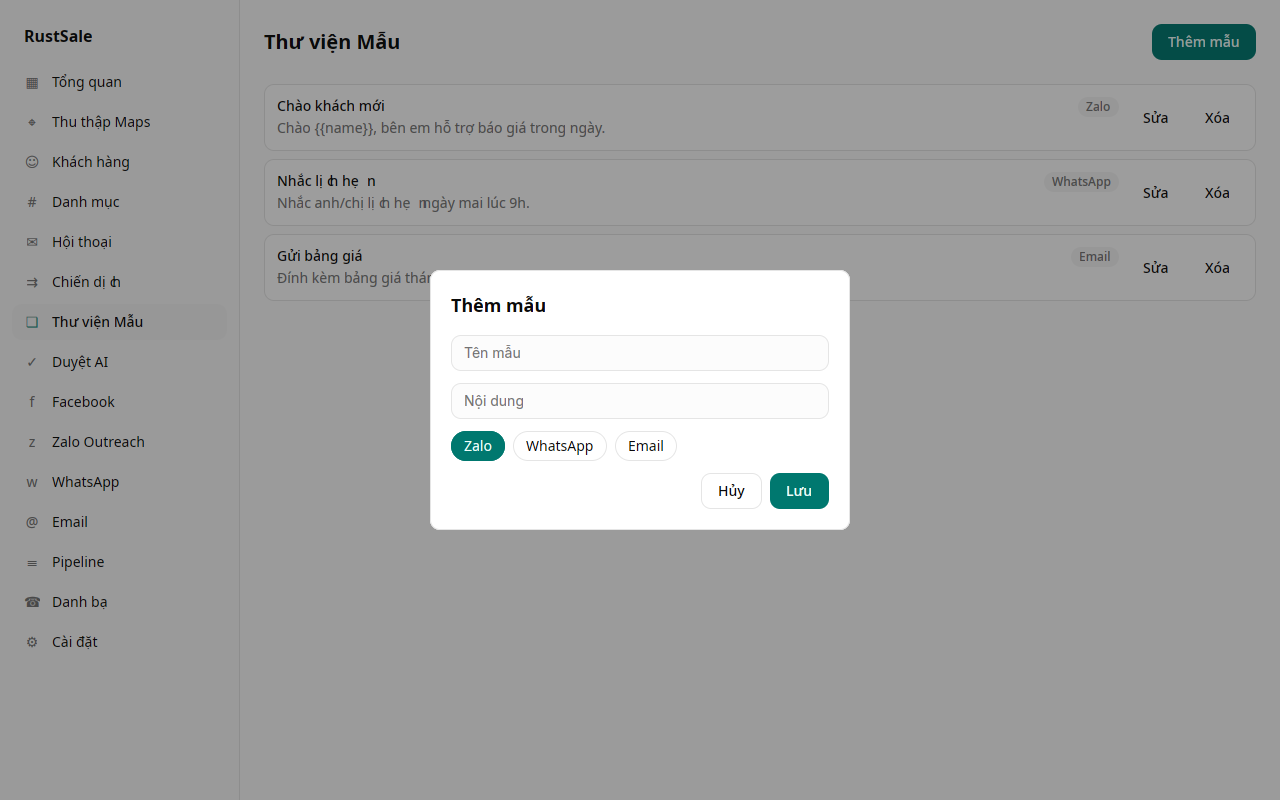 RustSale
Tổng quan
Thu thập Maps
Khách hàng
# Danh mục
Hội thoại
Chiến dịch
Thư viện Mẫu
Duyệt AI
f Facebook
z Zalo Outreach
w WhatsApp
@ Email
Pipeline
Danh bạ
Cài đặt
Thư viện Mẫu
Thêm mẫu
Chào khách mới
Chào {{name}}, bên em hỗ trợ báo giá trong ngày.
Zalo
Sửa
Xóa
Nhắc lịch hẹn
Nhắc anh/chị lịch hẹn ngày mai lúc 9h.
WhatsApp
Sửa
Xóa
Gửi bảng giá
Đính kèm bảng giá
Email
Sửa
Xóa
Thêm mẫu
Tên mẫu
Nội dung
Zalo
WhatsApp
Email
Hủy
Lưu